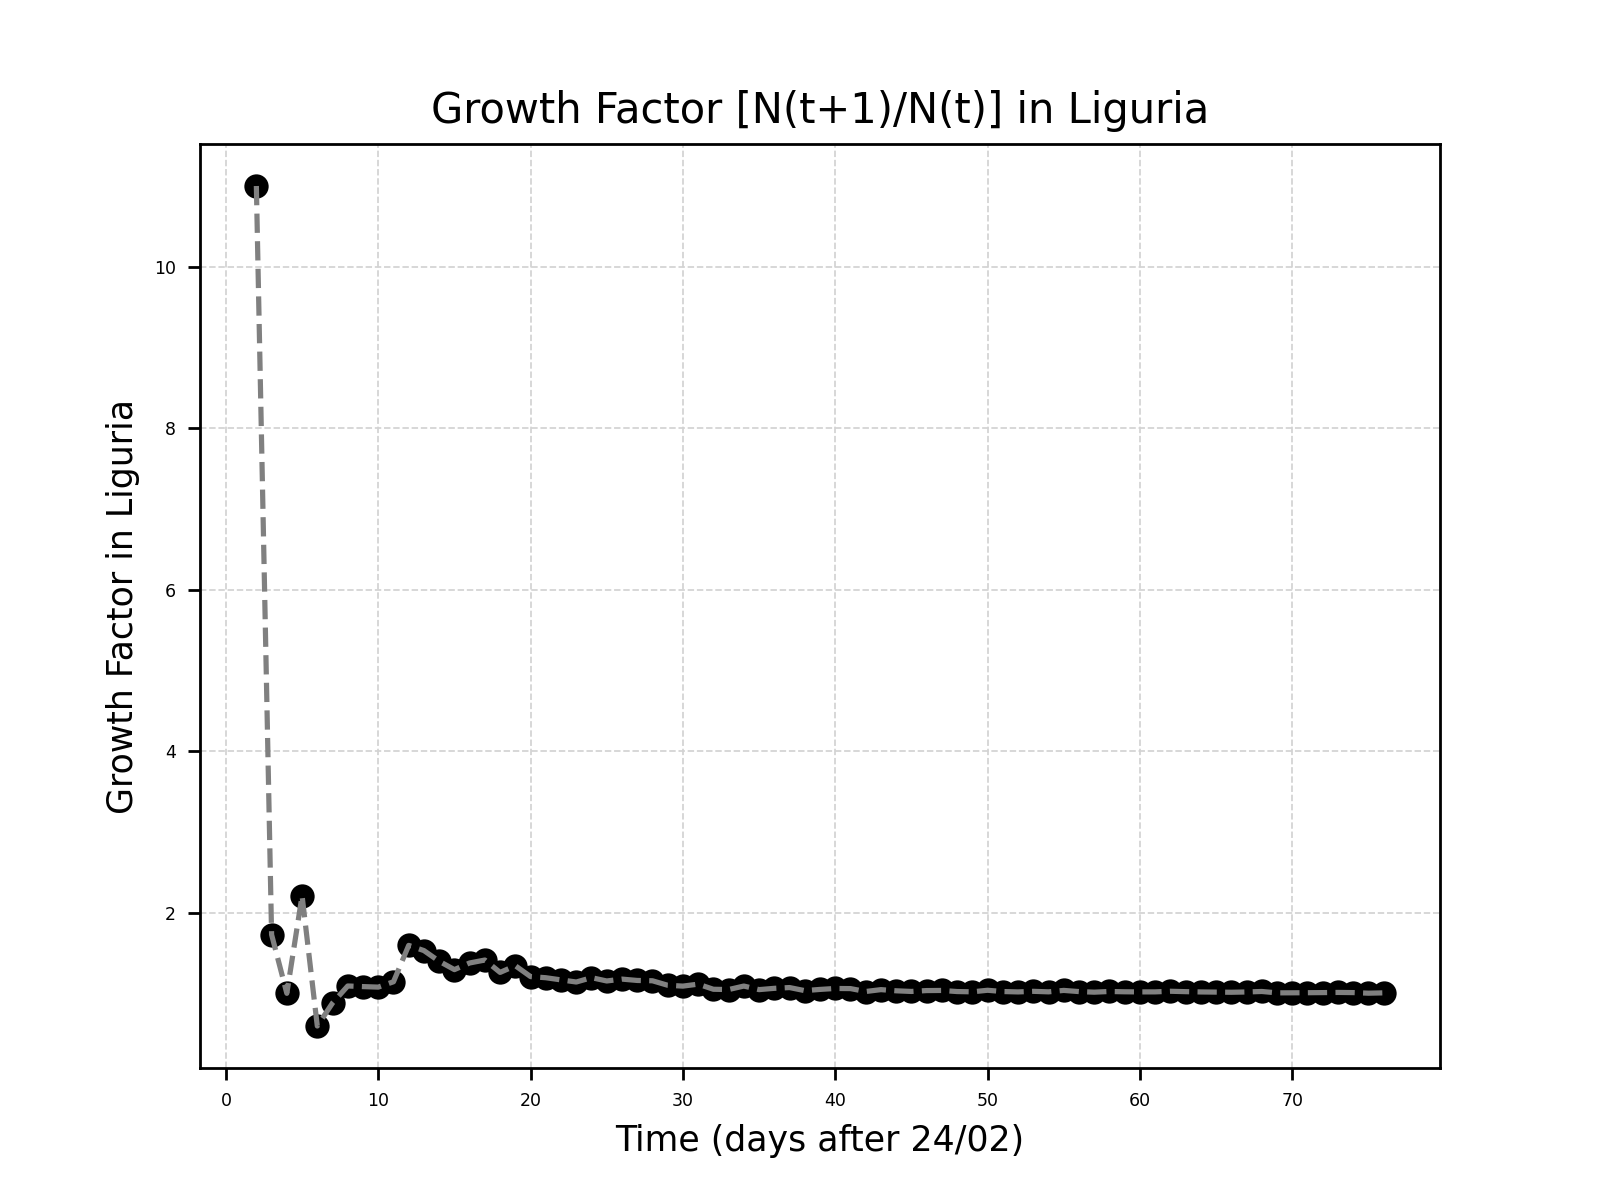 Growth Factor [N(t+1)/N(t)] in Liguria
Growth Factor in Liguria
10
8
6
4
2
0 10 20 30 40 50 60 70
Time (days after 24/02)